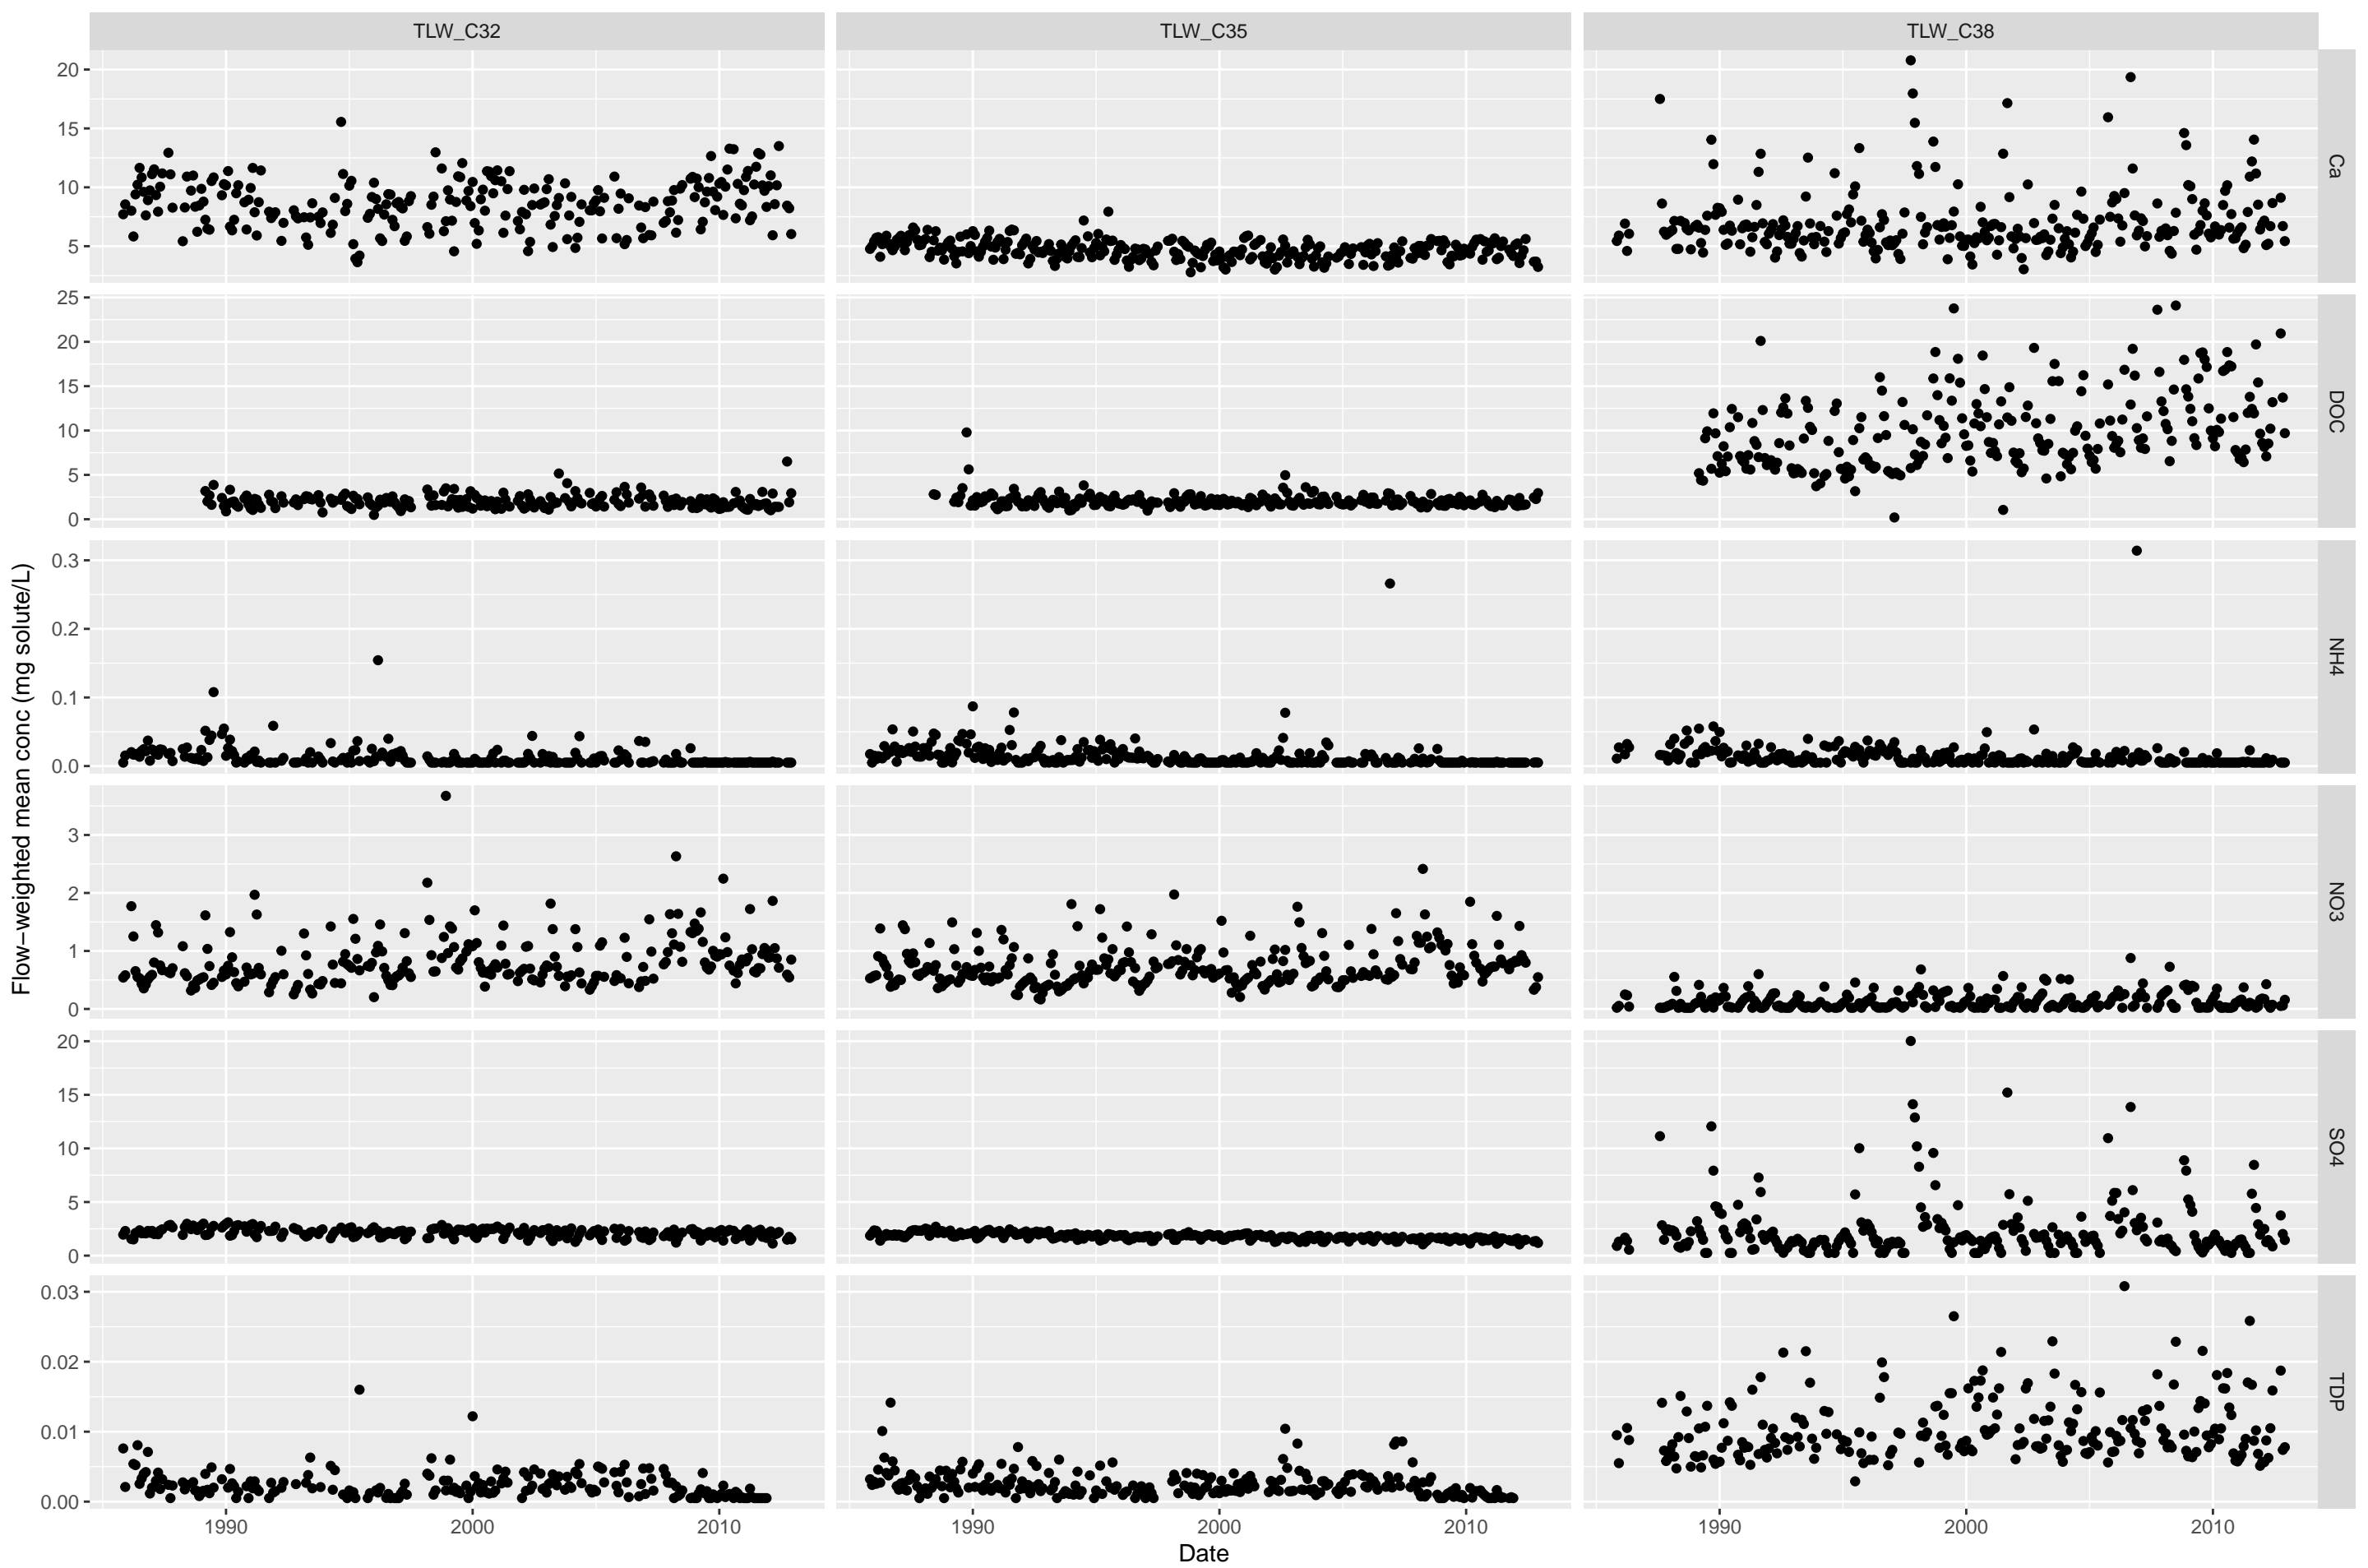 TLW_C32 TLW_C35 TLW_C38
20
15
10
5
Ca
25
20
15
10
5
0
DOC
0.3
0.2
0.1
0.0
NH4
3
2
1
0
NO3
20
15
10
5
0
SO4
0.03
0.02
0.01
0.00
TDP
1990 2000 2010 1990 2000 2010 1990 2000 2010
Date
Flow−weighted mean conc (mg solute/L)